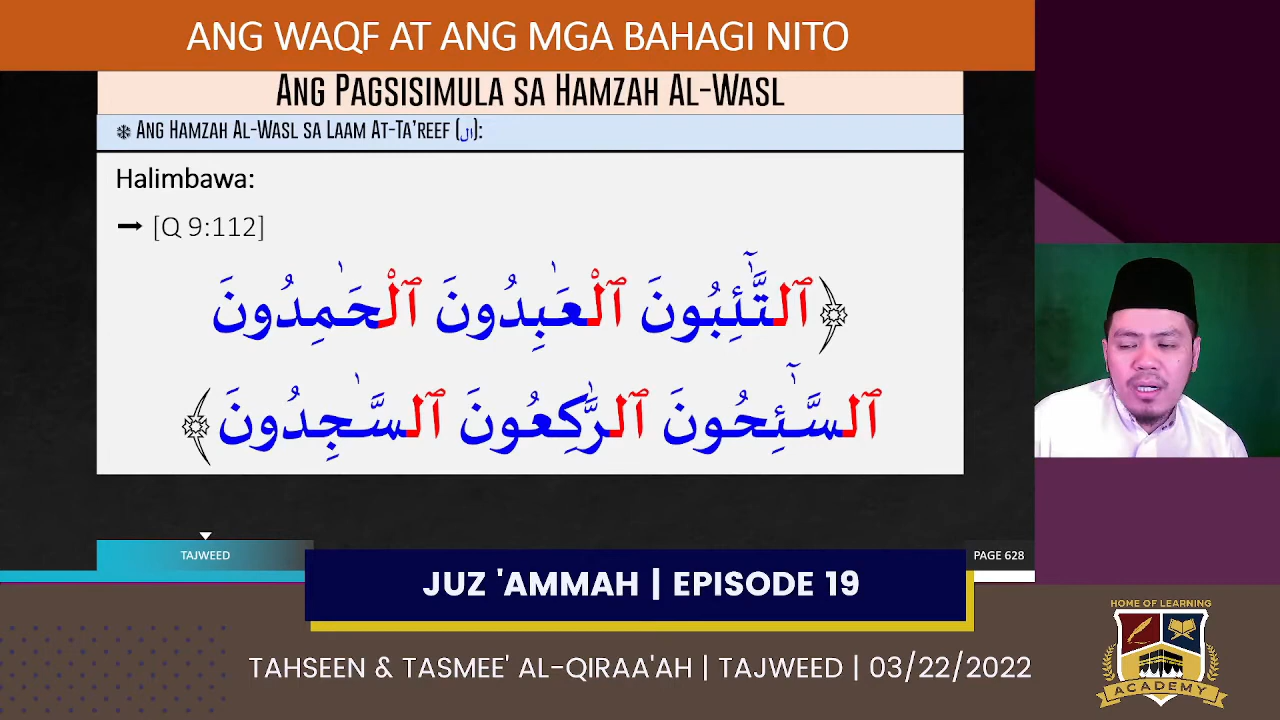 ANG WAQF AT ANG MGA BAHAGI NITO
ANG PAGSISIMULA SA HAMZAH AL-WASL
❄ ANG HAMZAH AL-WASL SA LAAM AT-TA'REEF (ال):
Halimbawa:
➞ [Q 9:112]
﴿ٱلتَّـٰٓئِبُونَ ٱلْعَـٰبِدُونَ ٱلْحَـٰمِدُونَ
ٱلسَّـٰٓئِحُونَ ٱلرَّٰكِعُونَ ٱلسَّـٰجِدُونَ﴾
TAJWEED
PAGE 628
JUZ 'AMMAH | EPISODE 19
TAHSEEN & TASMEE' AL-QIRAA'AH | TAJWEED | 03/22/2022
HOME OF LEARNING
ACADEMY